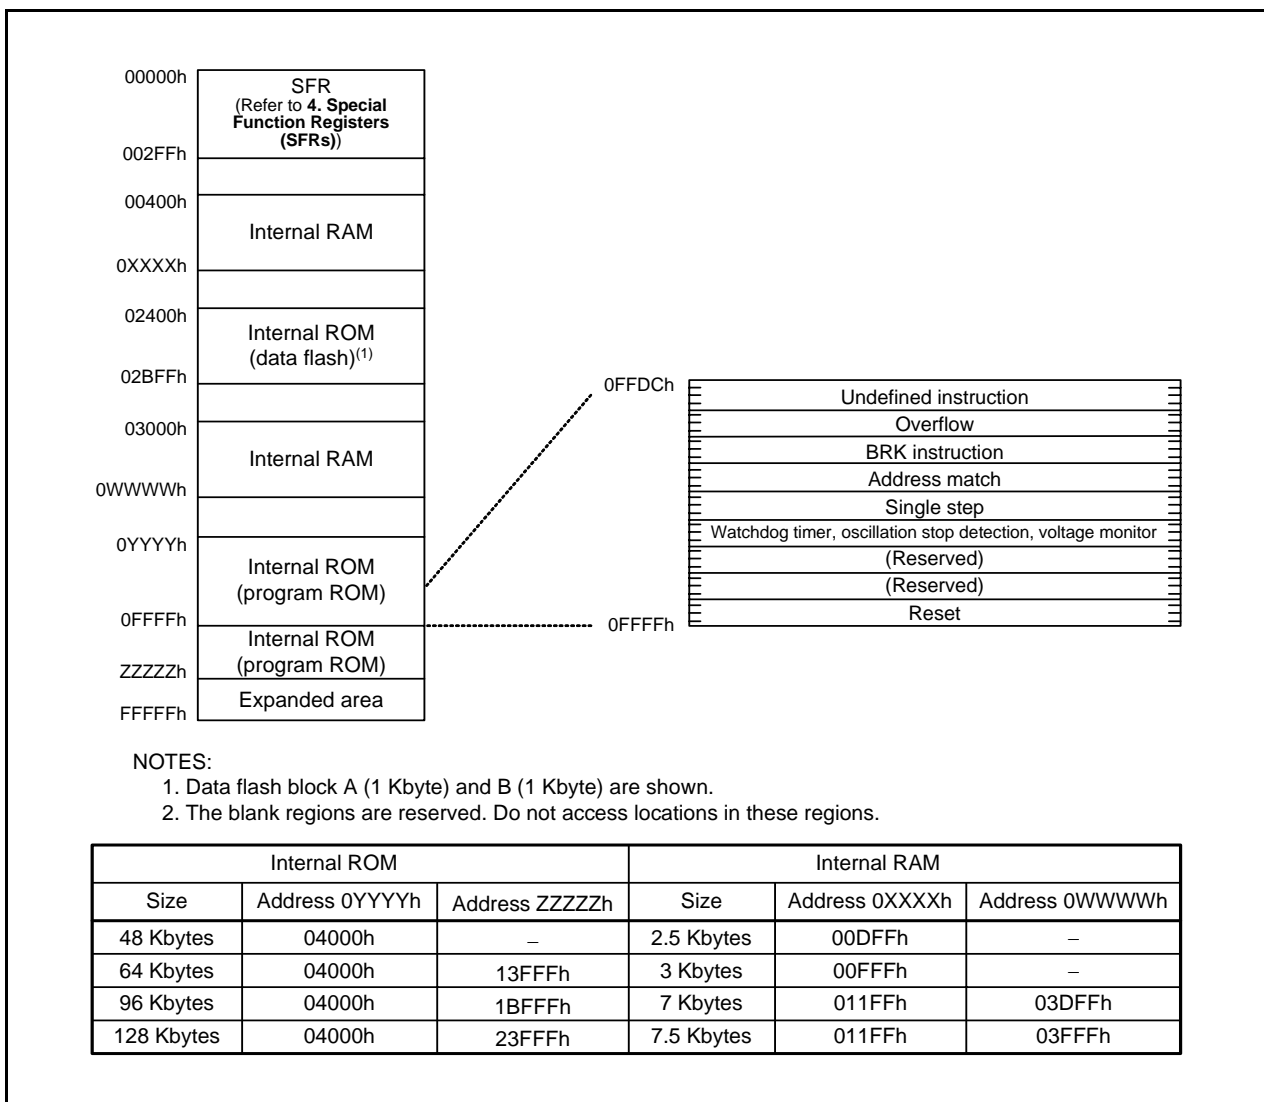 00000h
SFR
(Refer to 4. Special
Function Registers
(SFRs))
002FFh
00400h
Internal RAM
0XXXXh
02400h
Internal ROM
(data flash)(1)
02BFFh
03000h
Internal RAM
0WWWWh
0YYYYh
Internal ROM
(program ROM)
0FFFFh
Internal ROM
(program ROM)
ZZZZZh
Expanded area
FFFFFh
0FFDCh
Undefined instruction
Overflow
BRK instruction
Address match
Single step
Watchdog timer, oscillation stop detection, voltage monitor
(Reserved)
(Reserved)
Reset
0FFFFh
NOTES:
1. Data flash block A (1 Kbyte) and B (1 Kbyte) are shown.
2. The blank regions are reserved. Do not access locations in these regions.
Internal ROM Internal RAM
Size Address 0YYYYh Address ZZZZZh Size Address 0XXXXh Address 0WWWWh
48 Kbytes 04000h – 2.5 Kbytes 00DFFh –
64 Kbytes 04000h 13FFFh 3 Kbytes 00FFFh –
96 Kbytes 04000h 1BFFFh 7 Kbytes 011FFh 03DFFh
128 Kbytes 04000h 23FFFh 7.5 Kbytes 011FFh 03FFFh